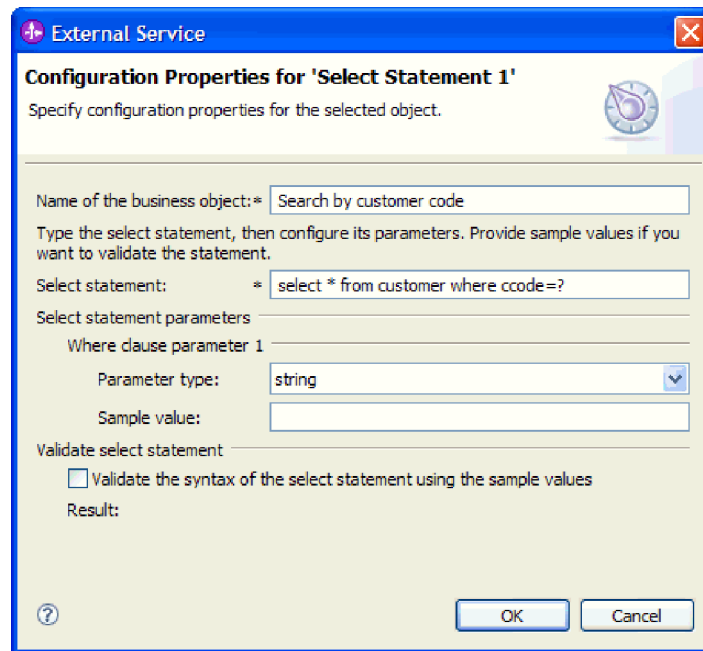 External Service
Configuration Properties for 'Select Statement 1'
Specify configuration properties for the selected object.
Name of the business object:* Search by customer code
Type the select statement, then configure its parameters. Provide sample values if you
want to validate the statement.
Select statement: * select * from customer where ccode=?
Select statement parameters
Where clause parameter 1
Parameter type: string
Sample value:
Validate select statement
Validate the syntax of the select statement using the sample values
Result:
? OK Cancel